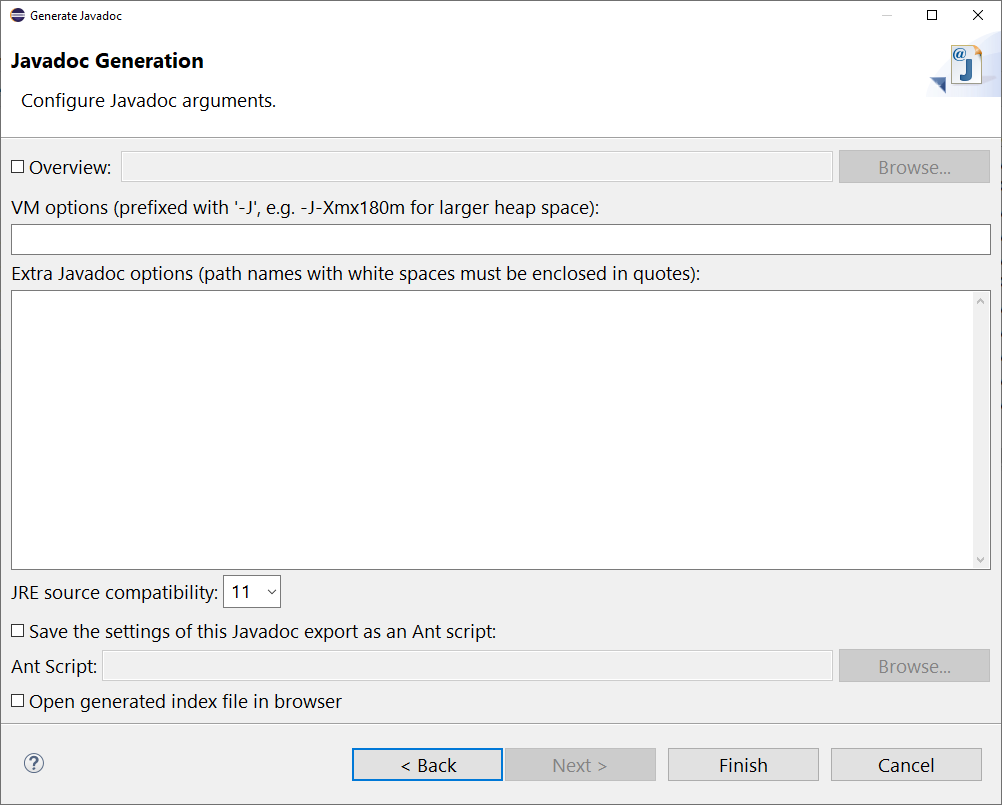 Generate Javadoc
Javadoc Generation
Configure Javadoc arguments.
Overview:
Browse...
VM options (prefixed with '-J', e.g. -J-Xmx180m for larger heap space):
Extra Javadoc options (path names with white spaces must be enclosed in quotes):
JRE source compatibility: 11
Save the settings of this Javadoc export as an Ant script:
Ant Script:
Browse...
Open generated index file in browser
< Back
Next >
Finish
Cancel